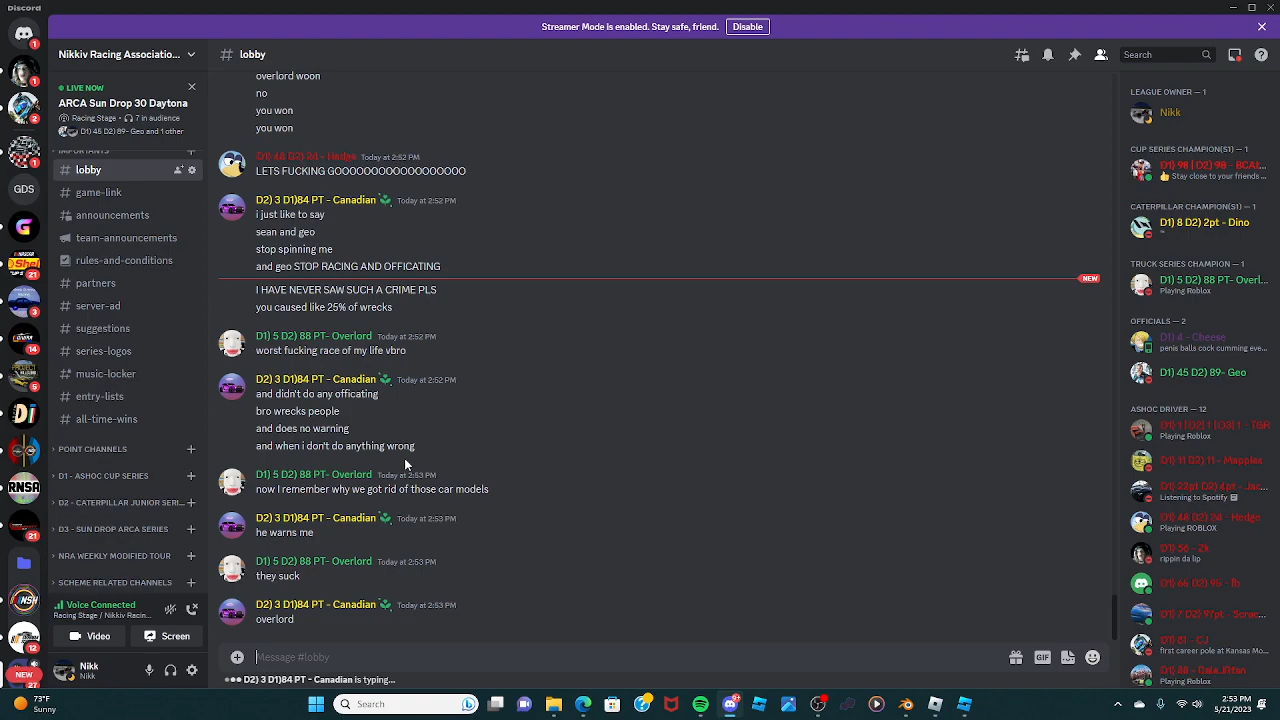 Discord
Streamer Mode is enabled. Stay safe, friend. Disable
Nikkiv Racing Associatio...
# lobby
Search
LIVE NOW
ARCA Sun Drop 30 Daytona
Racing Stage • 7 in audience
D1) 45 D2) 89- Geo and 1 other
IMPORTANTS
# lobby
# game-link
announcements
team-announcements
rules-and-conditions
# partners
# server-ad
# suggestions
# series-logos
# music-locker
# entry-lists
# all-time-wins
POINT CHANNELS
D1 - ASHOC CUP SERIES
D2 - CATERPILLAR JUNIOR SERI...
D3 - SUN DROP ARCA SERIES
NRA WEEKLY MODIFIED TOUR
SCHEME RELATED CHANNELS
Voice Connected
Racing Stage / Nikkiv Racin...
Video
Screen
Nikk
Nikk
GDS
NEW
overlord woon
no
you won
you won
D1) 48 D2) 24 - Hedge Today at 2:52 PM
LETS FUCKING GOOOOOOOOOOOOOOOOO
D2) 3 D1)84 PT - Canadian Today at 2:52 PM
i just like to say
sean and geo
stop spinning me
and geo STOP RACING AND OFFICATING
NEW
I HAVE NEVER SAW SUCH A CRIME PLS
you caused like 25% of wrecks
D1) 5 D2) 88 PT- Overlord Today at 2:52 PM
worst fucking race of my life vbro
D2) 3 D1)84 PT - Canadian Today at 2:52 PM
and didn't do any officating
bro wrecks people
and does no warning
and when i don't do anything wrong
D1) 5 D2) 88 PT- Overlord Today at 2:53 PM
now I remember why we got rid of those car models
D2) 3 D1)84 PT - Canadian Today at 2:53 PM
he warns me
D1) 5 D2) 88 PT- Overlord Today at 2:53 PM
they suck
D2) 3 D1)84 PT - Canadian Today at 2:53 PM
overlord
Message #lobby
GIF
D2) 3 D1)84 PT - Canadian is typing...
LEAGUE OWNER — 1
Nikk
CUP SERIES CHAMPION(S1) — 1
D1) 98 | D2) 98 - BCAt...
Stay close to your friends ...
CATERPILLAR CHAMPION(S1) — 1
D1) 8 D2) 2pt - Dino
TRUCK SERIES CHAMPION — 1
D1) 5 D2) 88 PT- Overl...
Playing Roblox
OFFICIALS — 2
D1) 4 - Cheese
penis balls cock cumming eve...
D1) 45 D2) 89- Geo
ASHOC DRIVER — 12
Playing Roblox
D1) 11 D2) 11 - Mapples
D1) 22pt D2) 4pt - Jac...
Listening to Spotify
D1) 48 D2) 24 - Hedge
Playing ROBLOX
D1) 56 - Zk
rippin da lip
D1) 66 D2) 95 - fb
D1) 7 D2) 97pt - Scree...
D1) 81 - CJ
first career pole at Kansas Mo...
Playing Roblox
73°F
Sunny
Search
2:53 PM
5/21/2023